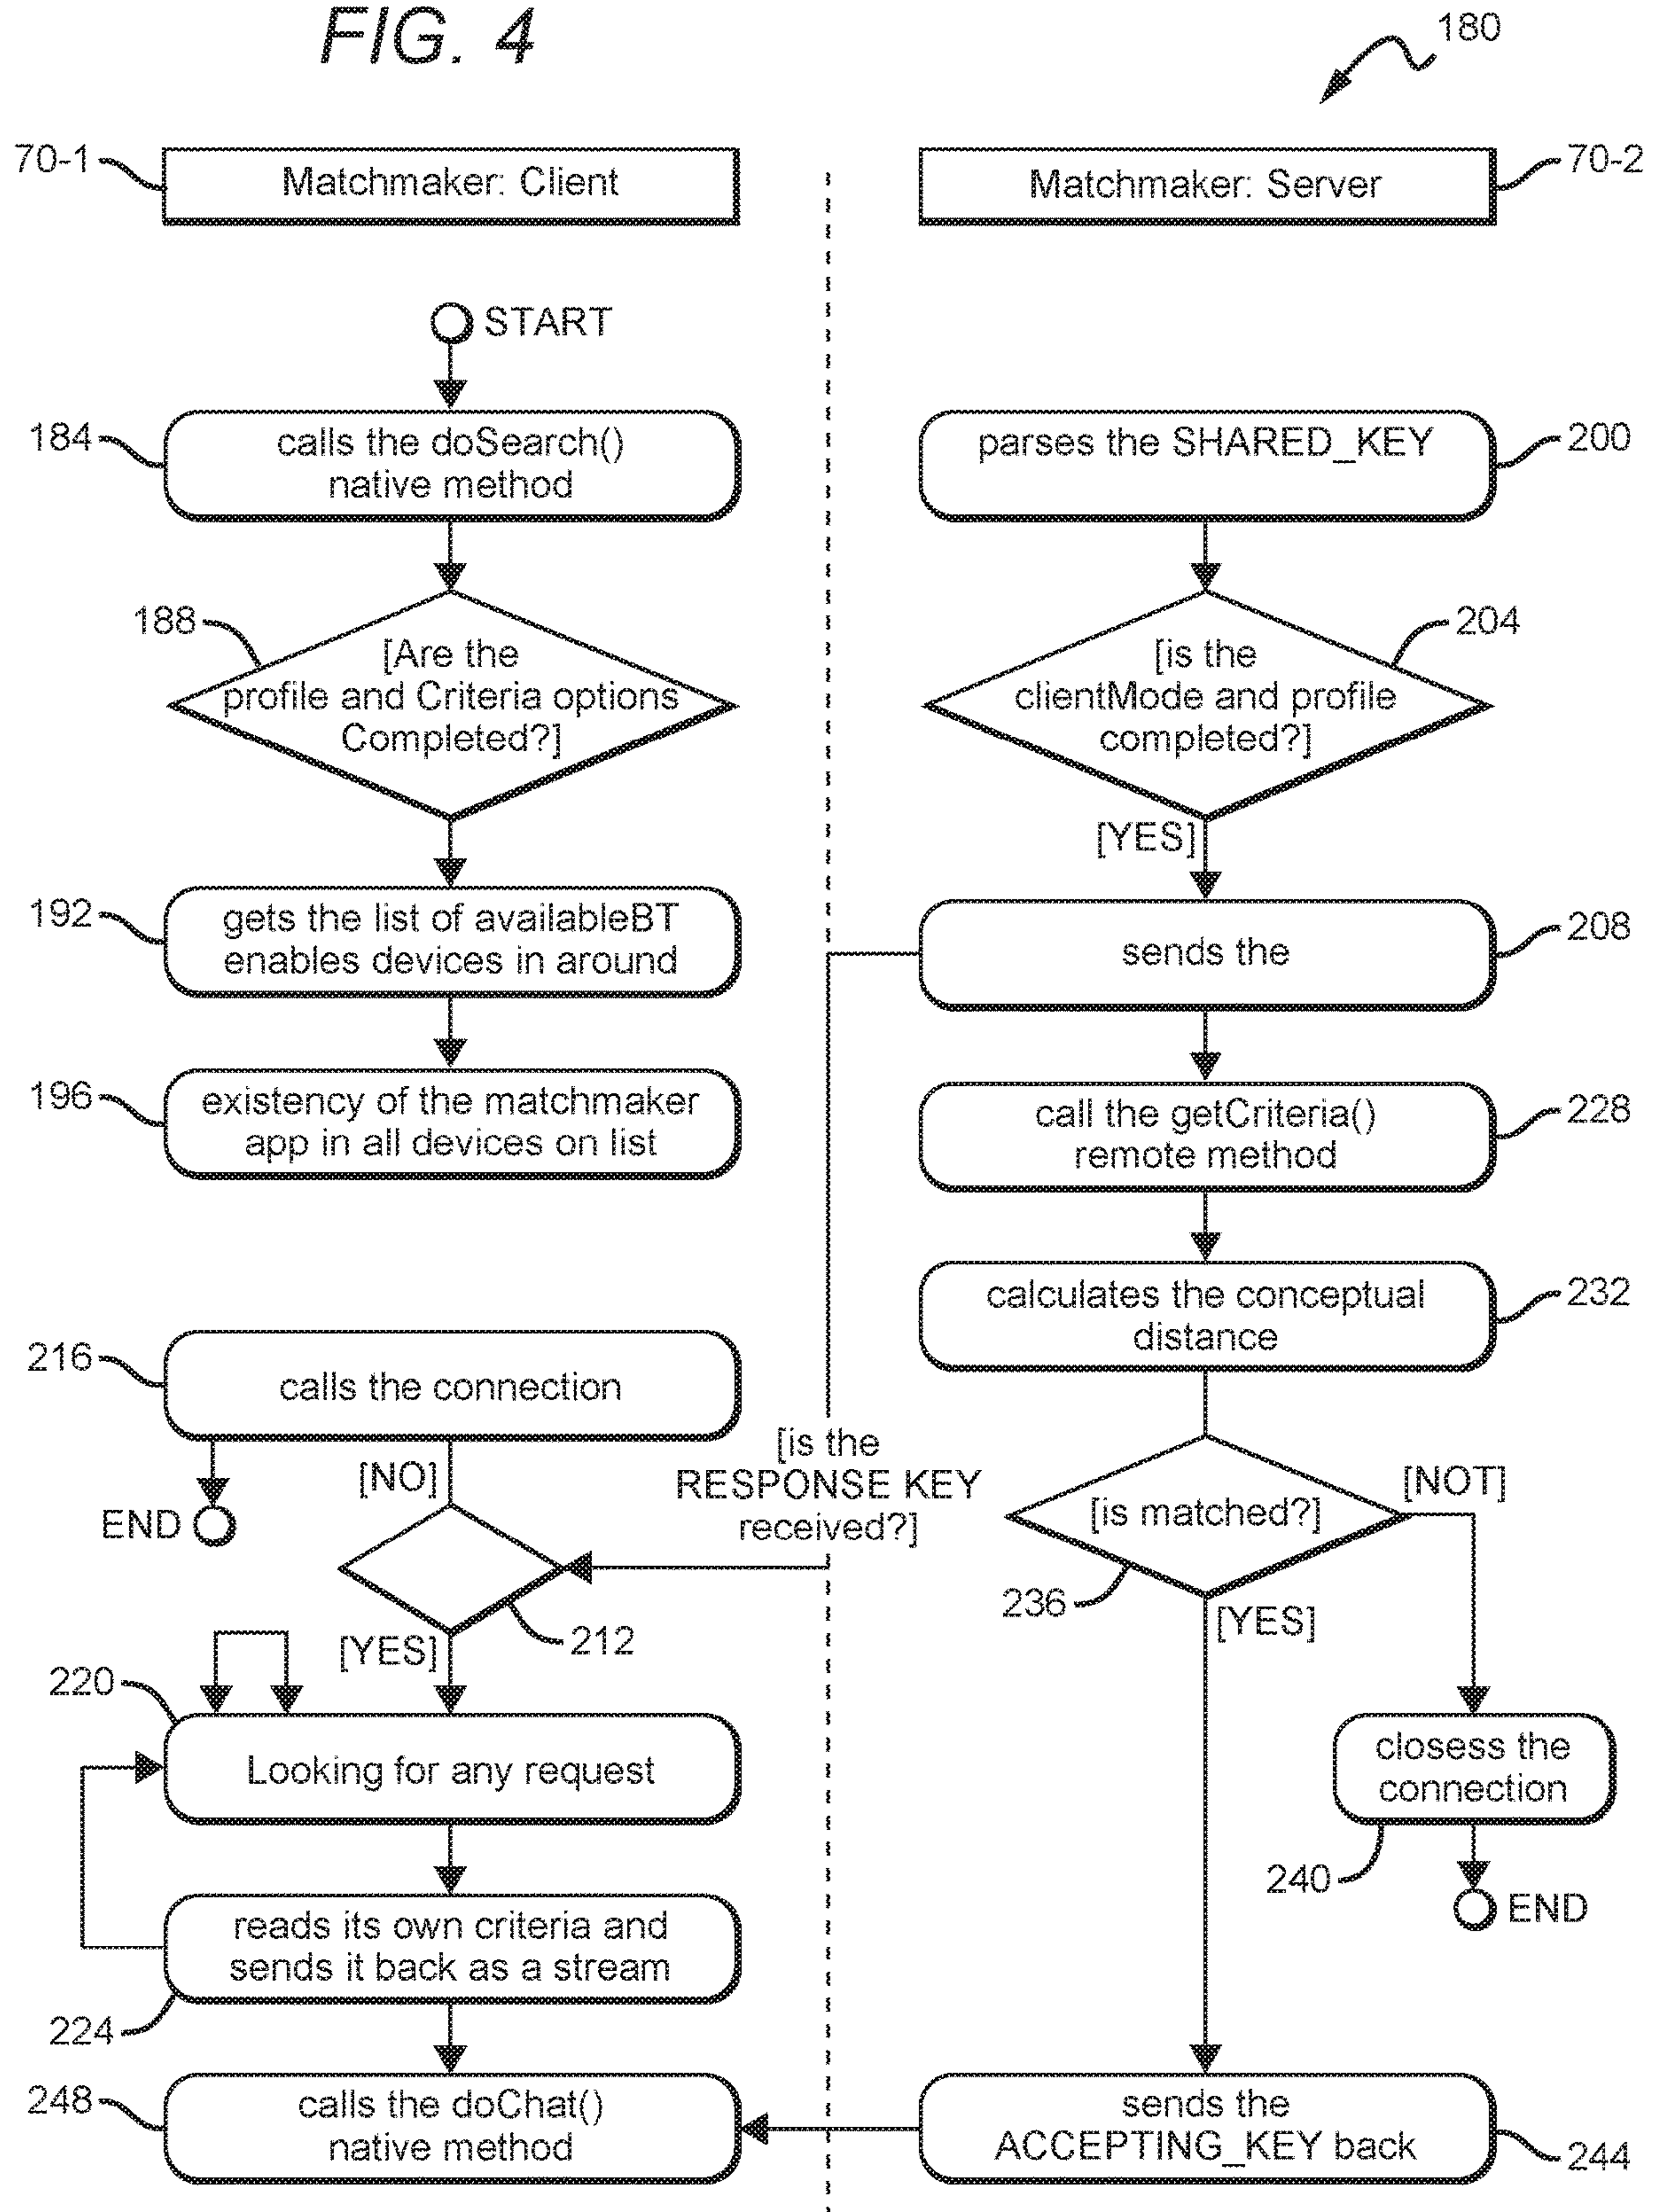 FIG. 4
180
70-1
Matchmaker: Client
Matchmaker: Server
70-2
START
184
calls the doSearch()
native method
parses the SHARED_KEY
200
188
[Are the
profile and Criteria options
Completed?]
[is the
clientMode and profile
completed?]
204
[YES]
192
gets the list of availableBT
enables devices in around
sends the
208
196
existency of the matchmaker
app in all devices on list
call the getCriteria()
remote method
228
calculates the conceptual
distance
232
216
calls the connection
[NO]
END
[is the
RESPONSE KEY
received?]
[is matched?]
[NOT]
236
[YES]
212
[YES]
220
Looking for any request
closess the
connection
240
END
reads its own criteria and
sends it back as a stream
224
248
calls the doChat()
native method
sends the
ACCEPTING_KEY back
244